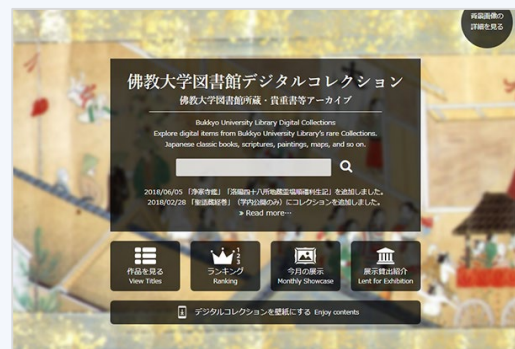 背景画像の
詳細を見る
佛教大学図書館デジタルコレクション
佛教大学図書館所蔵・貴重書等アーカイブ
Bukkyo University Library Digital Collections
Explore digital items from Bukkyo University Library's rare Collections.
Japanese classic books, scriptures, paintings, maps, and so on.
2018/06/05 「浄家寺鑑」「洛陽四十八所地蔵霊場順禮利生記」を追加しました。
2018/02/28 「聖語蔵経巻」(学内公開のみ)にコレクションを追加しました。
» Read more…
作品を見る
View Titles
1
2
3
ランキング
Ranking
今月の展示
Monthly Showcase
展示貸出紹介
Lent for Exhibition
デジタルコレクションを壁紙にする Enjoy contents